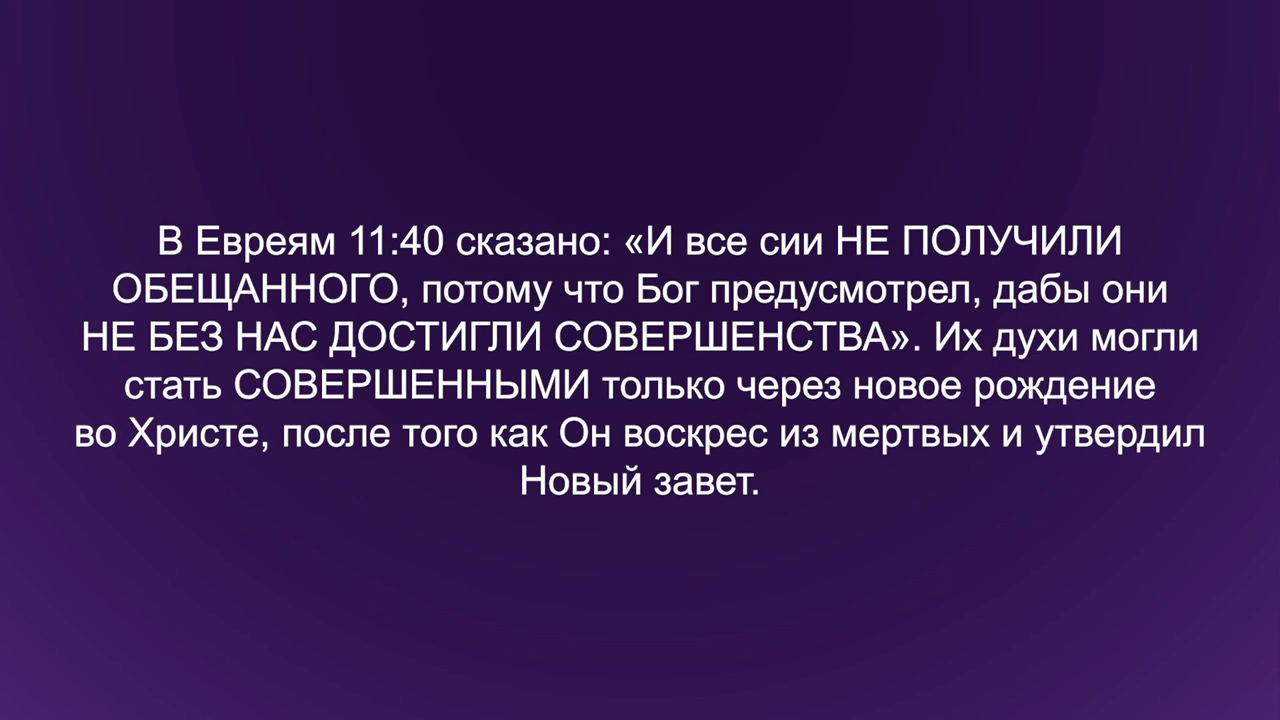 В Евреям 11:40 сказано: «И все сии НЕ ПОЛУЧИЛИ
ОБЕЩАННОГО, потому что Бог предусмотрел, дабы они
НЕ БЕЗ НАС ДОСТИГЛИ СОВЕРШЕНСТВА». Их духи могли
стать СОВЕРШЕННЫМИ только через новое рождение
во Христе, после того как Он воскрес из мертвых и утвердил
Новый завет.